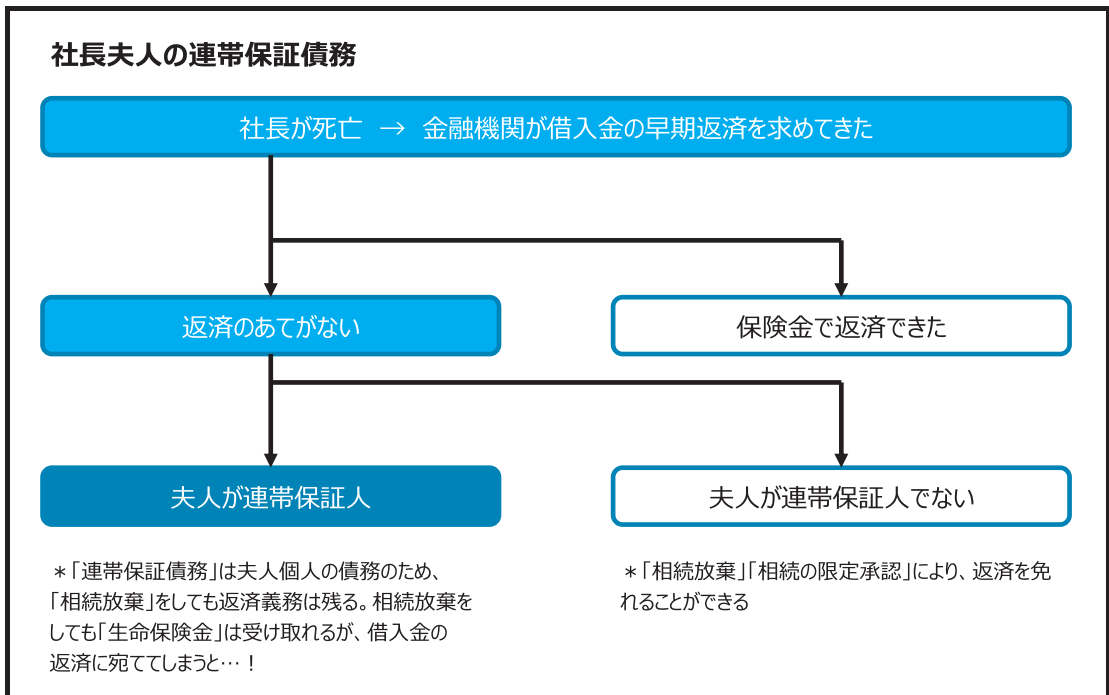 社長夫人の連帯保証債務
社長が死亡 → 金融機関が借入金の早期返済を求めてきた
返済のあてがない
保険金で返済できた
夫人が連帯保証人
夫人が連帯保証人でない
＊「連帯保証債務」は夫人個人の債務のため、
「相続放棄」をしても返済義務は残る。相続放棄を
しても「生命保険金」は受け取れるが、借入金の
返済に宛ててしまうと…！
＊「相続放棄」「相続の限定承認」により、返済を免
れることができる